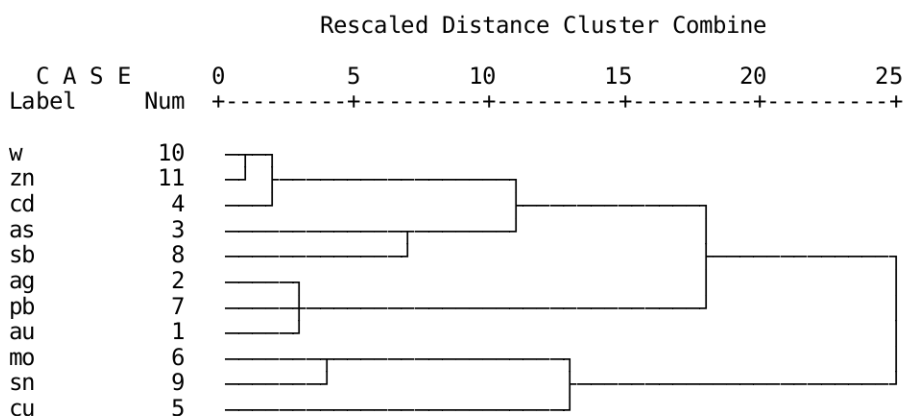 Rescaled Distance Cluster Combine
C A S E 0 5 10 15 20 25
Label Num +---------+---------+---------+---------+---------+
w 10
zn 11
cd 4
as 3
sb 8
ag 2
pb 7
au 1
mo 6
sn 9
cu 5